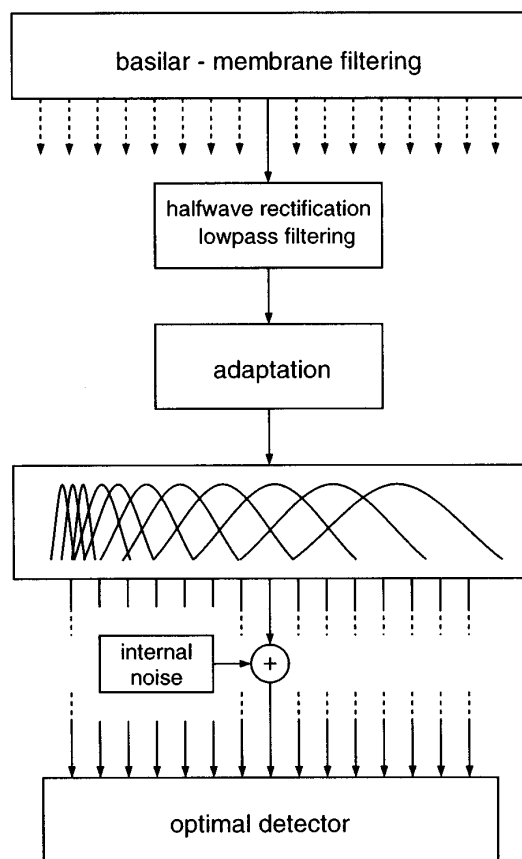 basilar - membrane filtering
halfwave rectification
lowpass filtering
adaptation
internal
noise
+
optimal detector